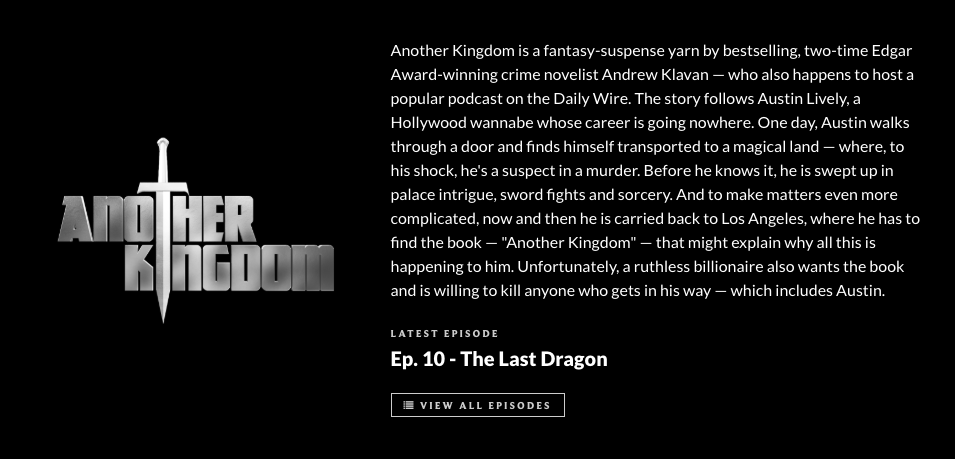 ANOTHER
KINGDOM
Another Kingdom is a fantasy-suspense yarn by bestselling, two-time Edgar
Award-winning crime novelist Andrew Klavan — who also happens to host a
popular podcast on the Daily Wire. The story follows Austin Lively, a
Hollywood wannabe whose career is going nowhere. One day, Austin walks
through a door and finds himself transported to a magical land — where, to
his shock, he's a suspect in a murder. Before he knows it, he is swept up in
palace intrigue, sword fights and sorcery. And to make matters even more
complicated, now and then he is carried back to Los Angeles, where he has to
find the book — "Another Kingdom" — that might explain why all this is
happening to him. Unfortunately, a ruthless billionaire also wants the book
and is willing to kill anyone who gets in his way — which includes Austin.
LATEST EPISODE
Ep. 10 - The Last Dragon
VIEW ALL EPISODES